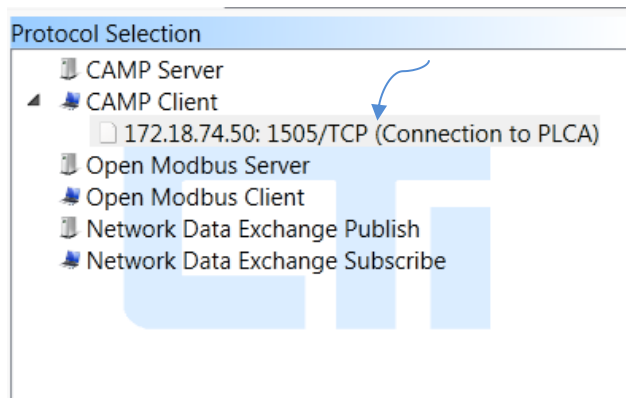 Protocol Selection
CAMP Server
CAMP Client
172.18.74.50: 1505/TCP (Connection to PLCA)
Open Modbus Server
Open Modbus Client
Network Data Exchange Publish
Network Data Exchange Subscribe
CTi